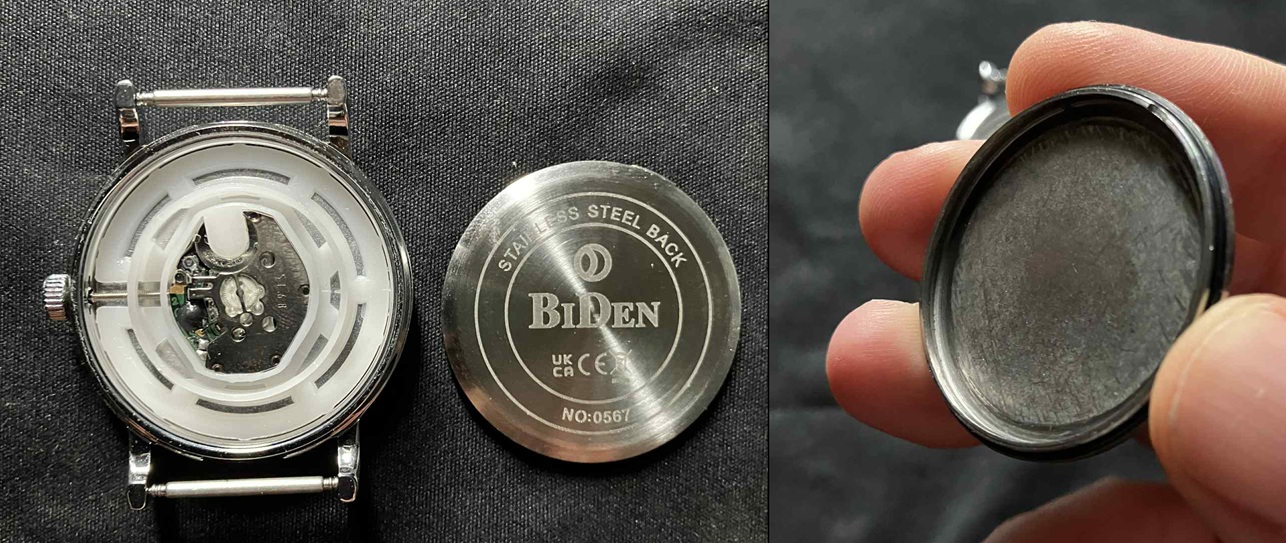 STAINLESS STEEL BACK
BIDEN
UK
CA CE
NO:0567